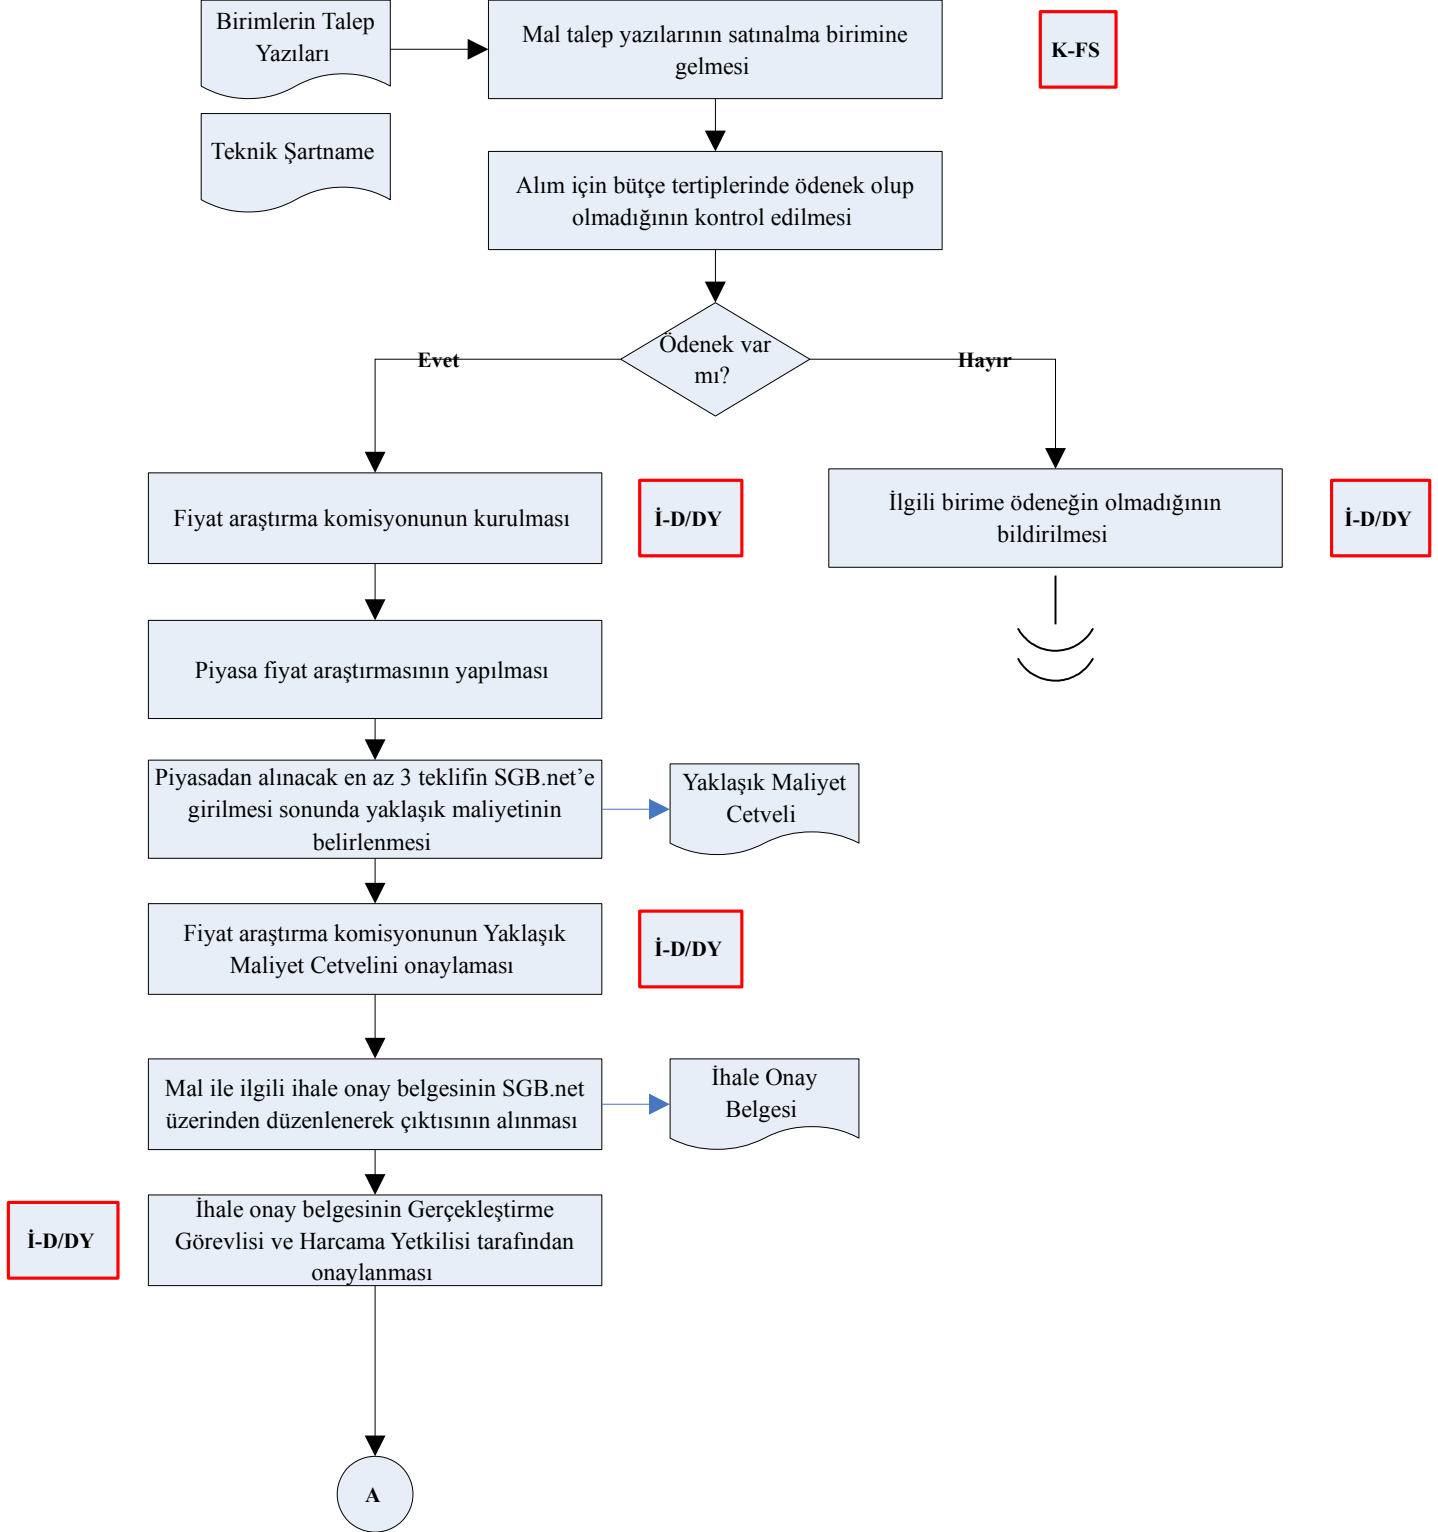 Birimlerin Talep
Yazıları
Mal talep yazılarının satınalma birimine
gelmesi
K-FS
Teknik Şartname
Alım için bütçe tertiplerinde ödenek olup
olmadığının kontrol edilmesi
Ödenek var
mı?
Evet
Hayır
Fiyat araştırma komisyonunun kurulması
İ-D/DY
İlgili birime ödeneğin olmadığının
bildirilmesi
İ-D/DY
Piyasa fiyat araştırmasının yapılması
Piyasadan alınacak en az 3 teklifin SGB.net’e
girilmesi sonunda yaklaşık maliyetinin
belirlenmesi
Yaklaşık Maliyet
Cetveli
Fiyat araştırma komisyonunun Yaklaşık
Maliyet Cetvelini onaylaması
İ-D/DY
Mal ile ilgili ihale onay belgesinin SGB.net
üzerinden düzenlenerek çıktısının alınması
İhale Onay
Belgesi
İ-D/DY
İhale onay belgesinin Gerçekleştirme
Görevlisi ve Harcama Yetkilisi tarafından
onaylanması
A